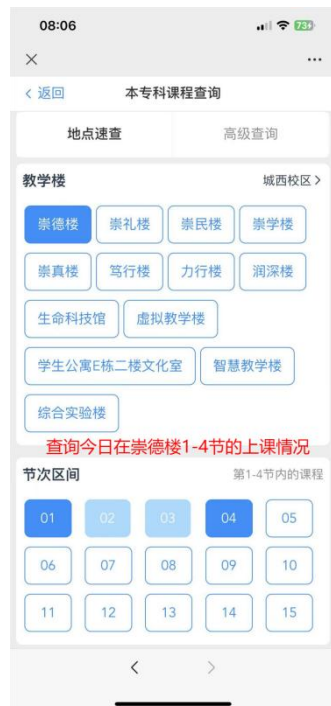 08:06
83
本专科课程查询
返回
地点速查 高级查询
教学楼 城西校区
崇德楼 崇礼楼 崇民楼 崇学楼
崇真楼 笃行楼 力行楼 润深楼
生命科技馆 虚拟教学楼
学生公寓E栋二楼文化室 智慧教学楼
综合实验楼
查询今日在崇德楼1-4节的上课情况
节次区间 第1-4节内的课程
01 02 03 04 05
06 07 08 09 10
11 12 13 14 15